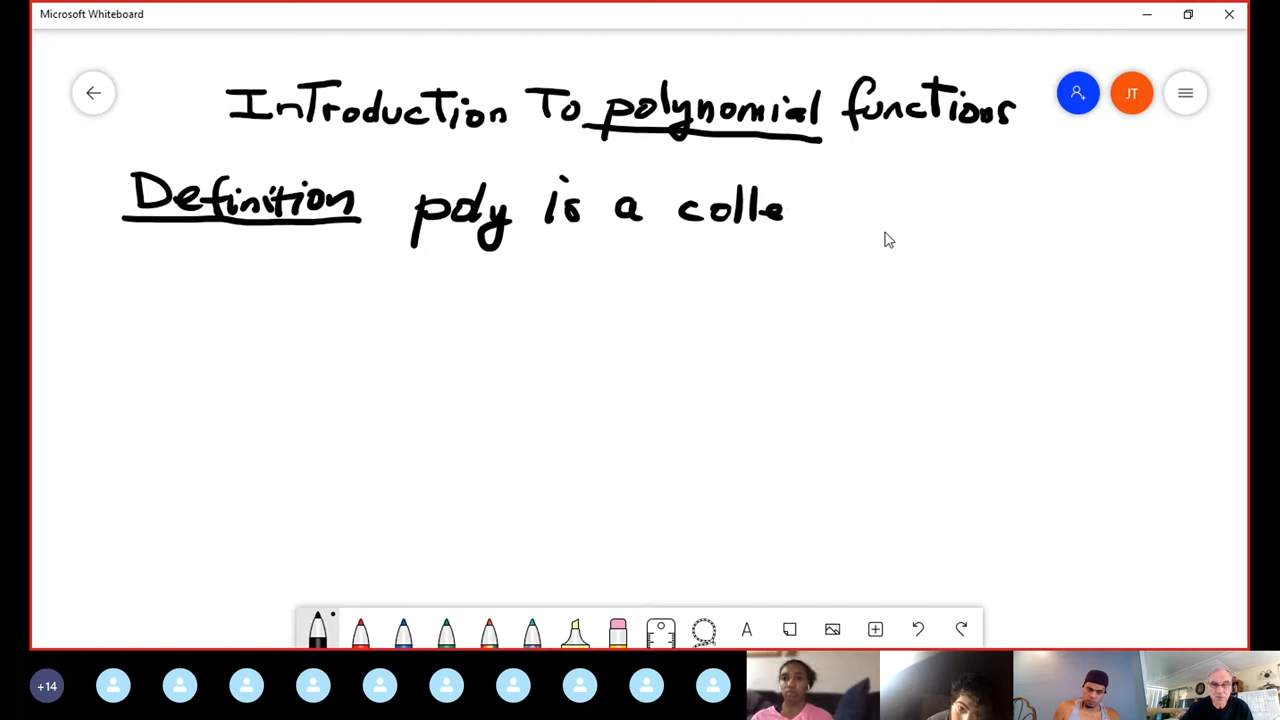 Microsoft Whiteboard
Introduction To polynomial functions
JT
Definition poly is a colle
A
+14